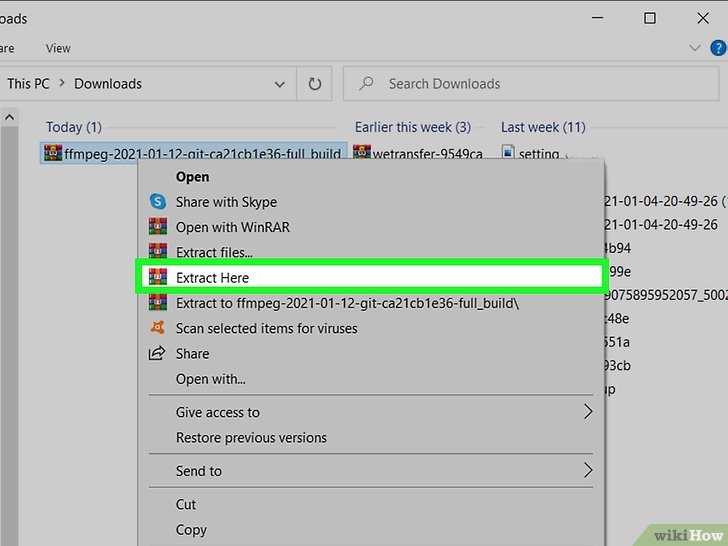 oads
are View
This PC > Downloads
Search Downloads
Today (1) Earlier this week (3) Last week (11)
ffmpeg-2021-01-12-git-ca21cb1e36-full_build wetransfer-9549ca setting
Open
Share with Skype
21-01-04-20-49-26 (1
Open with WinRAR
21-01-04-20-49-26
Extract files...
4b94
Extract Here
99e
Extract to ffmpeg-2021-01-12-git-ca21cb1e36-full_build\
9075895952057_5002
Scan selected items for viruses
c48e
Share
551a
93cb
Open with...
up
Give access to
Restore previous versions
Send to
Cut
Copy
wikiHow